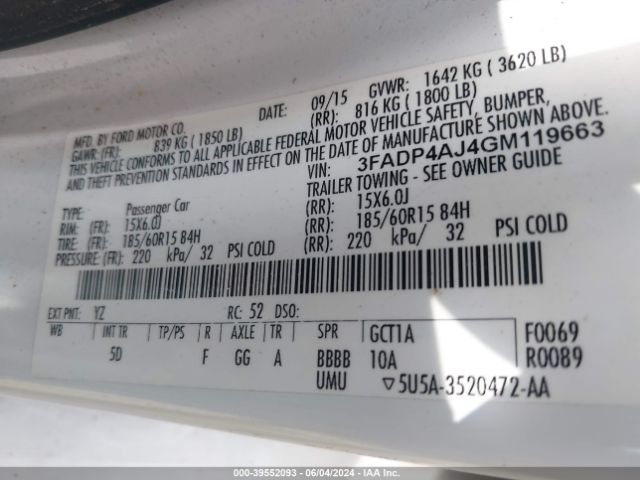 MFD. BY FORD MOTOR CO.
DATE: 09/15 GVWR: 1642 KG ( 3620 LB)
GAWR: (FR): 839 KG ( 1850 LB) (RR): 816 KG ( 1800 LB)
THIS VEHICLE CONFORMS TO ALL APPLICABLE FEDERAL MOTOR VEHICLE SAFETY, BUMPER,
AND THEFT PREVENTION STANDARDS IN EFFECT ON THE DATE OF MANUFACTURE SHOWN ABOVE.
VIN: 3FADP4AJ4GM119663
TYPE: Passenger Car TRAILER TOWING - SEE OWNER GUIDE
RIM: (FR): 15X6.0J (RR): 15X6.0J
TIRE: (FR): 185/60R15 84H (RR): 185/60R15 84H
PRESSURE: (FR): 220 kPa/ 32 PSI COLD (RR): 220 kPa/ 32 PSI COLD
EXT PNT: YZ RC: 52 DSO:
WB INT TR TP/PS R AXLE TR SPR GCT1A F0069
5D F GG A BBBB 10A R0089
UMU ▽5U5A-3520472-AA
000-39552093 - 06/04/2024 - IAA Inc.